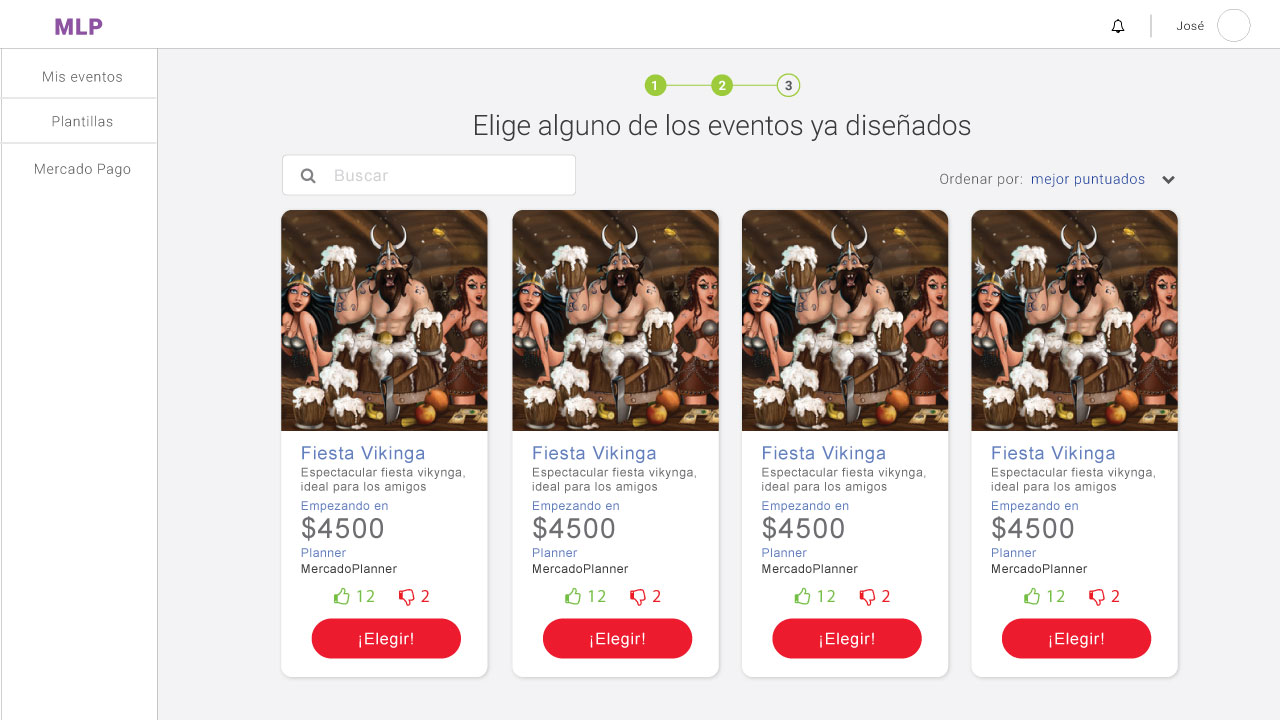 MLP
José
Mis eventos
Plantillas
Mercado Pago
1 2 3
Elige alguno de los eventos ya diseñados
Buscar
Ordenar por: mejor puntuados
Fiesta Vikinga
Espectacular fiesta vikynga,
ideal para los amigos
Empezando en
$4500
Planner
MercadoPlanner
12 2
¡Elegir!
Fiesta Vikinga
Espectacular fiesta vikynga,
ideal para los amigos
Empezando en
$4500
Planner
MercadoPlanner
12 2
¡Elegir!
Fiesta Vikinga
Espectacular fiesta vikynga,
ideal para los amigos
Empezando en
$4500
Planner
MercadoPlanner
12 2
¡Elegir!
Fiesta Vikinga
Espectacular fiesta vikynga,
ideal para los amigos
Empezando en
$4500
Planner
MercadoPlanner
12 2
¡Elegir!